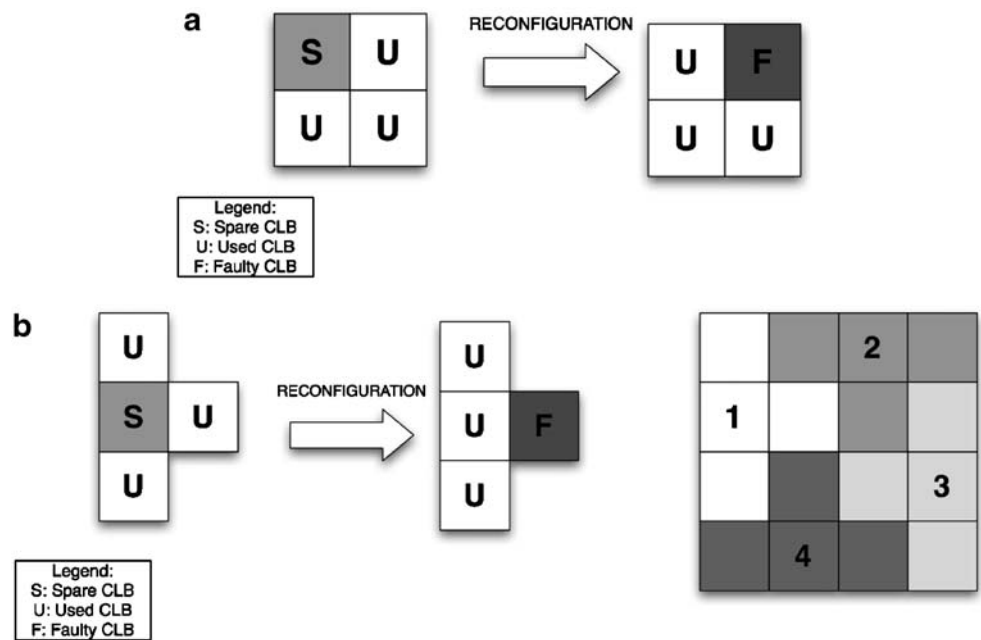 a
RECONFIGURATION
S U
U U
U F
U U
Legend:
S: Spare CLB
U: Used CLB
F: Faulty CLB
b
U
S U
U
RECONFIGURATION
U
U F
U
2
1
3
4
Legend:
S: Spare CLB
U: Used CLB
F: Faulty CLB